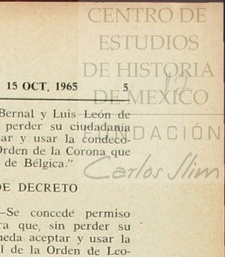 CENTRO DE
ESTUDIOS
DE HISTORIA
DE MEXICO
FUNDACIÓN
Carlos Slim
15 OCT, 1965 5
Bernal y Luis León de
perder su ciudadanía
tar y usar la condeco-
Orden de la Corona que
de Bélgica."
DE DECRETO
—Se concede permiso
ra que, sin perder su
ueda aceptar y usar la
l de la Orden de Leo-